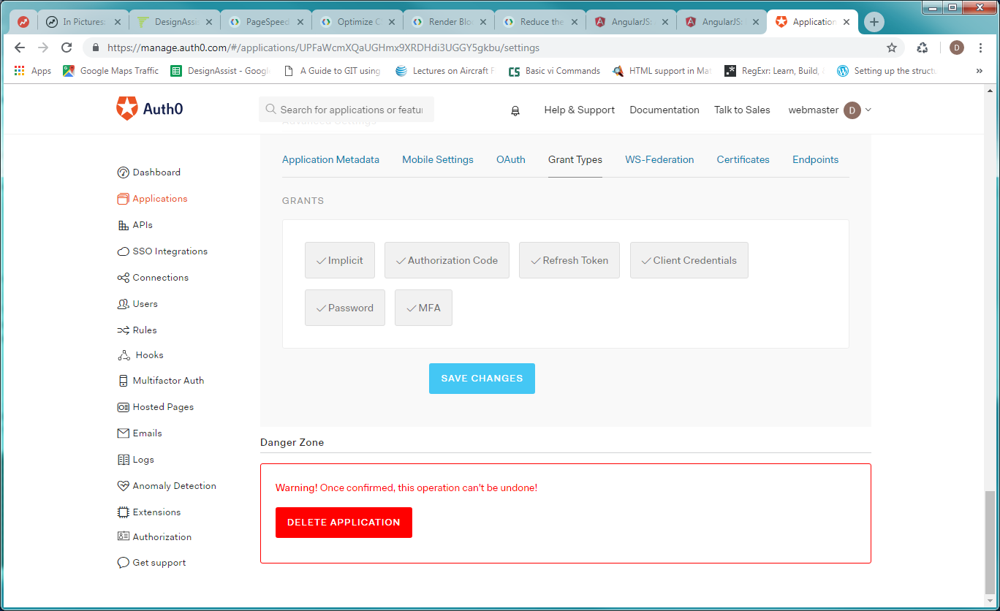 In Pictures: DesignAssis PageSpeed Optimize C Render Bloc Reduce the AngularJS: AngularJS: Application
https://manage.auth0.com/#/applications/UPFaWcmXQaUGHmx9XRDHdi3UGGY5gkbu/settings D
Apps Google Maps Traffic DesignAssist - Googl A Guide to GIT using Lectures on Aircraft F CS Basic vi Commands HTML support in Mat RegExr: Learn, Build, Setting up the structu »
Auth0 Search for applications or featur Help & Support Documentation Talk to Sales webmaster D
Advanced Settings
Application Metadata Mobile Settings OAuth Grant Types WS-Federation Certificates Endpoints
Dashboard
Applications
APIs
SSO Integrations
Connections
Users
Rules
Hooks
Multifactor Auth
Hosted Pages
Emails
Logs
Anomaly Detection
Extensions
Authorization
Get support
GRANTS
Implicit Authorization Code Refresh Token Client Credentials
Password MFA
SAVE CHANGES
Danger Zone
Warning! Once confirmed, this operation can't be undone!
DELETE APPLICATION